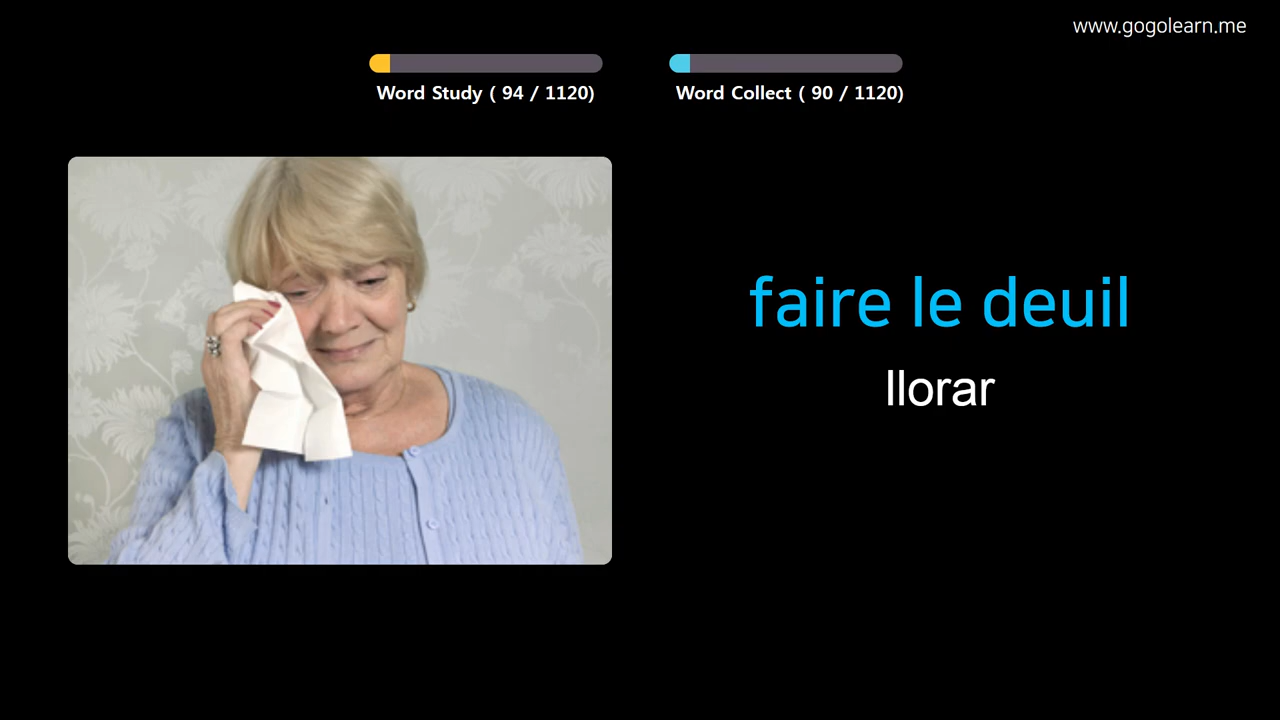 www.gogolearn.me
Word Study ( 94 / 1120)
Word Collect ( 90 / 1120)
faire le deuil
llorar